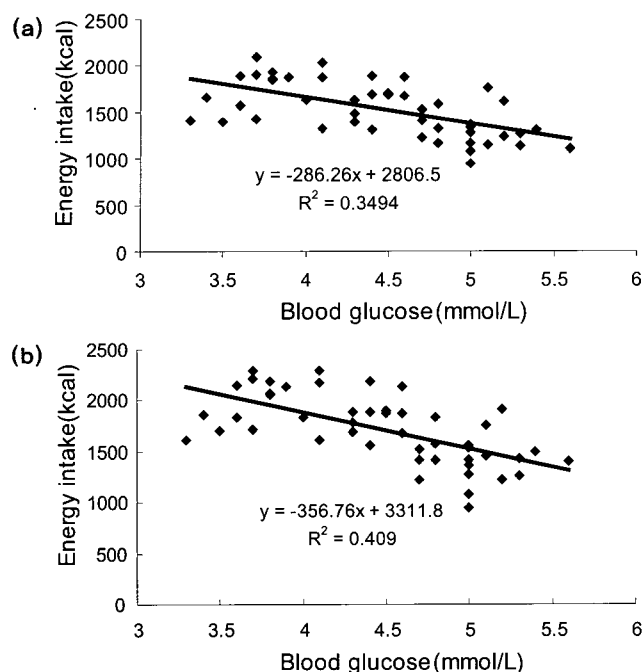 (a)
2500
2000
1500
1000
500
0
Energy intake(kcal)
y = -286.26x + 2806.5
R² = 0.3494
3 3.5 4 4.5 5 5.5 6
Blood glucose(mmol/L)
(b)
2500
2000
1500
1000
500
0
Energy intake(kcal)
y = -356.76x + 3311.8
R² = 0.409
3 3.5 4 4.5 5 5.5 6
Blood glucose(mmol/L)